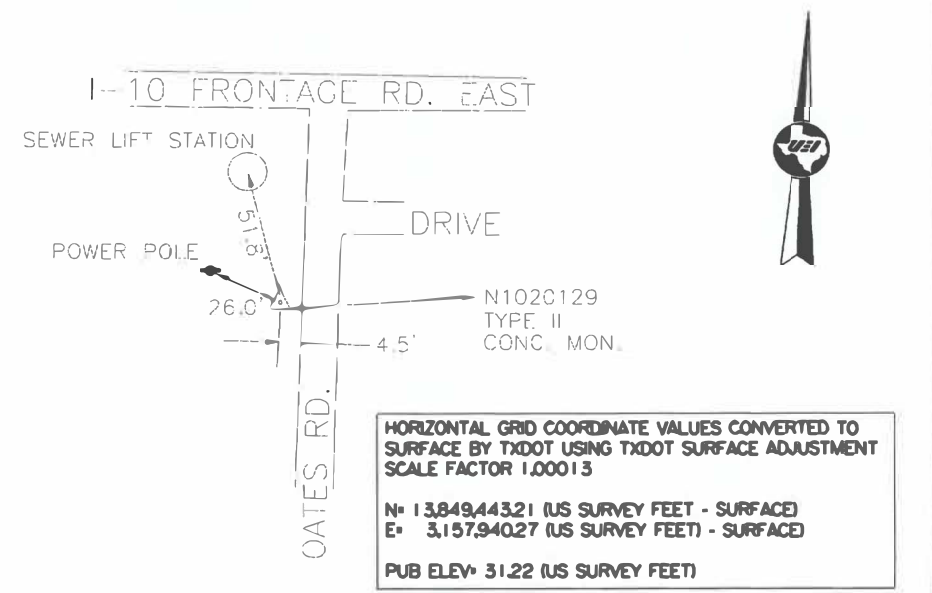 I-10 FRONTAGE RD. EAST
SEWER LIFT STATION
UEI
51.8'
DRIVE
POWER POLE
26.0'
N1020129
TYPE II
CONC. MON.
4.5'
OATES RD.
HORIZONTAL GRID COORDINATE VALUES CONVERTED TO
SURFACE BY TXDOT USING TXDOT SURFACE ADJUSTMENT
SCALE FACTOR 1.00013
N= 13,849,443.21 (US SURVEY FEET - SURFACE)
E= 3,157,940.27 (US SURVEY FEET) - SURFACE)
PUB ELEV= 31.22 (US SURVEY FEET)